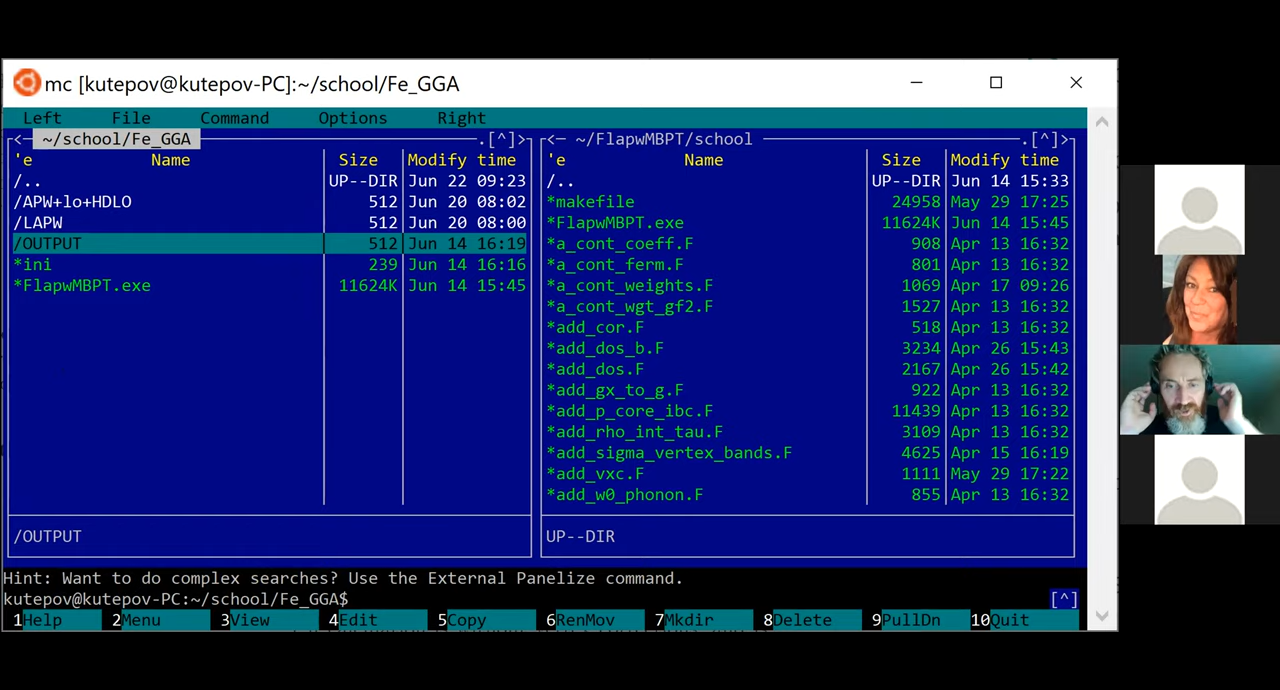 mc [kutepov@kutepov-PC]:~/school/Fe_GGA
Left File Command Options Right
<─ ~/school/Fe_GGA .[^]> <─ ~/FlapwMBPT/school .[^]>
'e Name Size Modify time 'e Name Size Modify time
/.. UP--DIR Jun 22 09:23 /.. UP--DIR Jun 14 15:33
/APW+lo+HDLO 512 Jun 20 08:02 *makefile 24958 May 29 17:25
/LAPW 512 Jun 20 08:00 *FlapwMBPT.exe 11624K Jun 14 15:45
/OUTPUT 512 Jun 14 16:19 *a_cont_coeff.F 908 Apr 13 16:32
*ini 239 Jun 14 16:16 *a_cont_ferm.F 801 Apr 13 16:32
*FlapwMBPT.exe 11624K Jun 14 15:45 *a_cont_weights.F 1069 Apr 17 09:26
*a_cont_wgt_gf2.F 1527 Apr 13 16:32
*add_cor.F 518 Apr 13 16:32
*add_dos_b.F 3234 Apr 26 15:43
*add_dos.F 2167 Apr 26 15:42
*add_gx_to_g.F 922 Apr 13 16:32
*add_p_core_ibc.F 11439 Apr 13 16:32
*add_rho_int_tau.F 3109 Apr 13 16:32
*add_sigma_vertex_bands.F 4625 Apr 15 16:19
*add_vxc.F 1111 May 29 17:22
*add_w0_phonon.F 855 Apr 13 16:32
/OUTPUT UP--DIR
Hint: Want to do complex searches? Use the External Panelize command.
kutepov@kutepov-PC:~/school/Fe_GGA$ [^]
1Help 2Menu 3View 4Edit 5Copy 6RenMov 7Mkdir 8Delete 9PullDn 10Quit